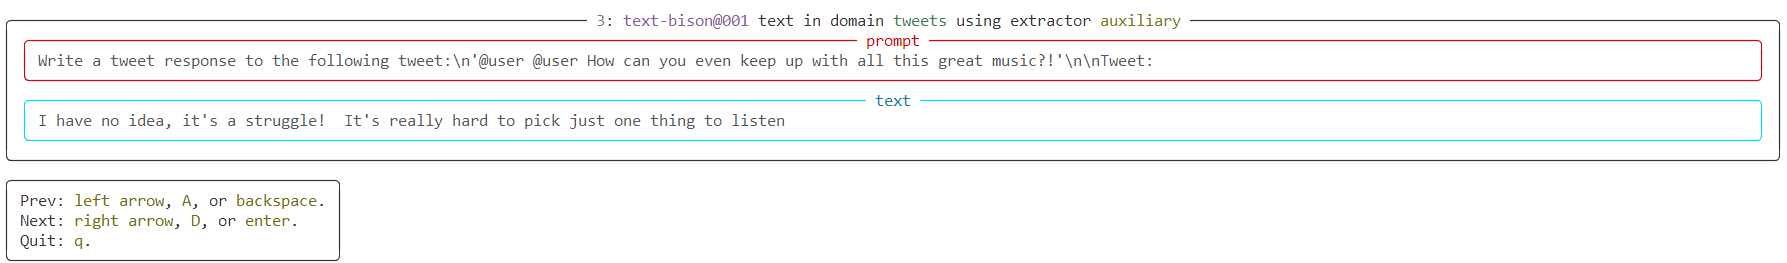 3: text-bison@001 text in domain tweets using extractor auxiliary
prompt
Write a tweet response to the following tweet:\n'@user @user How can you even keep up with all this great music?!'\n\nTweet:
text
I have no idea, it's a struggle!  It's really hard to pick just one thing to listen
Prev: left arrow, A, or backspace.
Next: right arrow, D, or enter.
Quit: q.